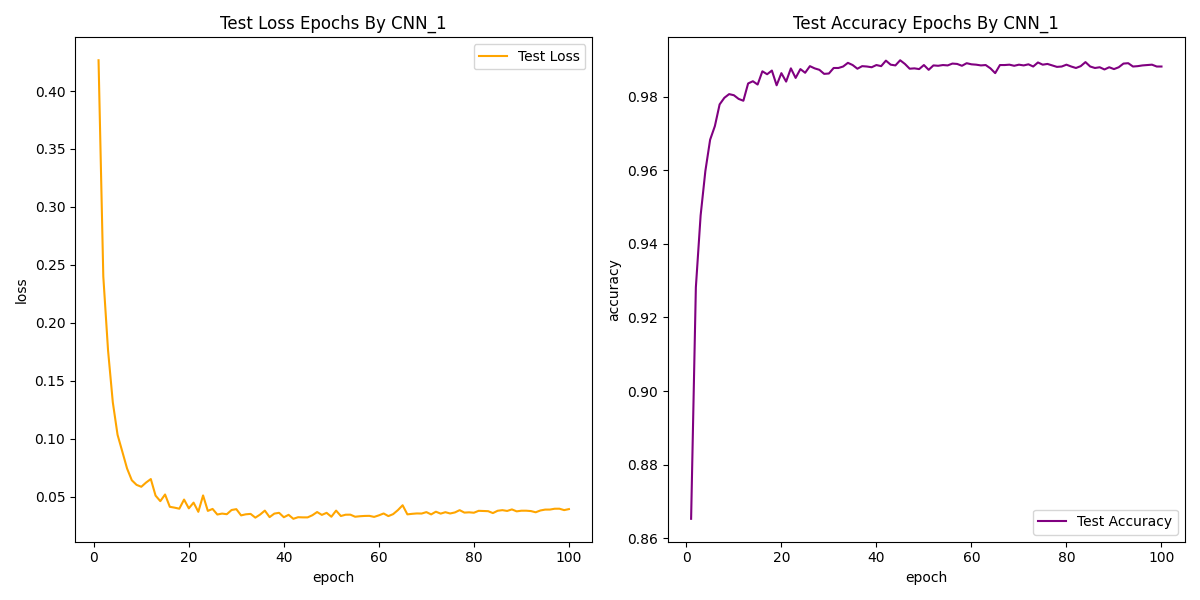 Test Loss Epochs By CNN_1
Test Loss
0.40
0.35
0.30
0.25
0.20
0.15
0.10
0.05
loss
0 20 40 60 80 100
epoch
Test Accuracy Epochs By CNN_1
0.98
0.96
0.94
0.92
0.90
0.88
0.86
accuracy
Test Accuracy
0 20 40 60 80 100
epoch